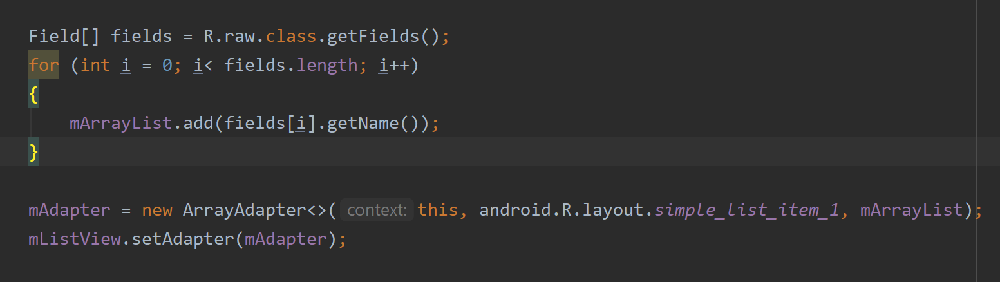 Field[] fields = R.raw.class.getFields();
for (int i = 0; i< fields.length; i++)
{
    mArrayList.add(fields[i].getName());
}
mAdapter = new ArrayAdapter<>( context: this, android.R.layout.simple_list_item_1, mArrayList);
mListView.setAdapter(mAdapter);